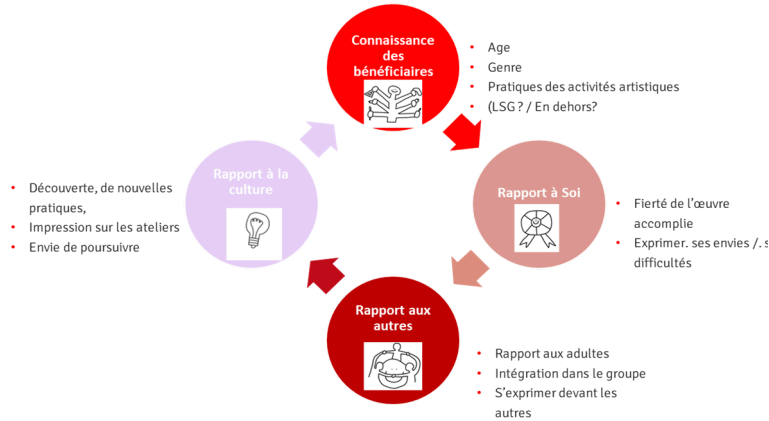 Connaissance
des
bénéficiaires
• Age
• Genre
• Pratiques des activités artistiques
• (LSG ? / En dehors?
Rapport à Soi
• Fierté de l’œuvre
accomplie
• Exprimer. ses envies /. s
difficultés
Rapport aux
autres
• Rapport aux adultes
• Intégration dans le groupe
• S’exprimer devant les
autres
Rapport à la
culture
• Découverte, de nouvelles
pratiques,
• Impression sur les ateliers
• Envie de poursuivre